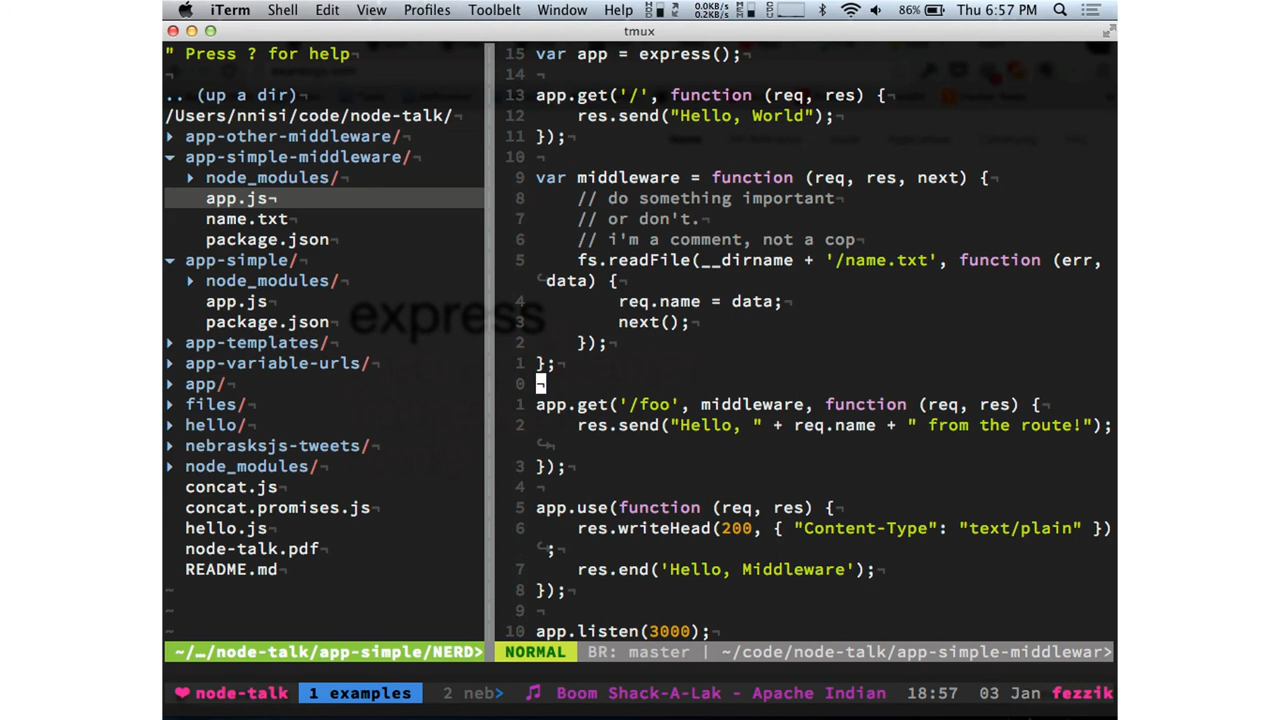 iTerm Shell Edit View Profiles Toolbelt Window Help 0.0KB/s 0.2KB/s 86% Thu 6:57 PM
tmux
" Press ? for help¬
¬
.. (up a dir)¬
/Users/nnisi/code/node-talk/¬
▸ app-other-middleware/¬
▾ app-simple-middleware/¬
▸ node_modules/¬
app.js¬
name.txt¬
package.json¬
▾ app-simple/¬
▸ node_modules/¬
app.js¬
package.json¬
▸ app-templates/¬
▸ app-variable-urls/¬
▸ app/¬
▸ files/¬
▸ hello/¬
▸ nebrasksjs-tweets/¬
▸ node_modules/¬
concat.js¬
concat.promises.js¬
hello.js¬
node-talk.pdf¬
README.md¬
~
~
~
~/…/node-talk/app-simple/NERD>
express
15 var app = express();¬
14 ¬
13 app.get('/', function (req, res) {¬
12 res.send("Hello, World");¬
11 });¬
10 ¬
9 var middleware = function (req, res, next) {¬
8 // do something important¬
7 // or don't.¬
6 // i'm a comment, not a cop¬
5 fs.readFile(__dirname + '/name.txt', function (err,
data) {¬
4 req.name = data;¬
3 next();¬
2 });¬
1 };¬
0 ¬
1 app.get('/foo', middleware, function (req, res) {¬
2 res.send("Hello, " + req.name + " from the route!");
¬
3 });¬
4 ¬
5 app.use(function (req, res) {¬
6 res.writeHead(200, { "Content-Type": "text/plain" })
;¬
7 res.end('Hello, Middleware');¬
8 });¬
9 ¬
10 app.listen(3000);¬
NORMAL BR: master | ~/code/node-talk/app-simple-middlewar>
❤ node-talk 1 examples 2 neb> ♫ Boom Shack-A-Lak - Apache Indian 18:57 03 Jan fezzik